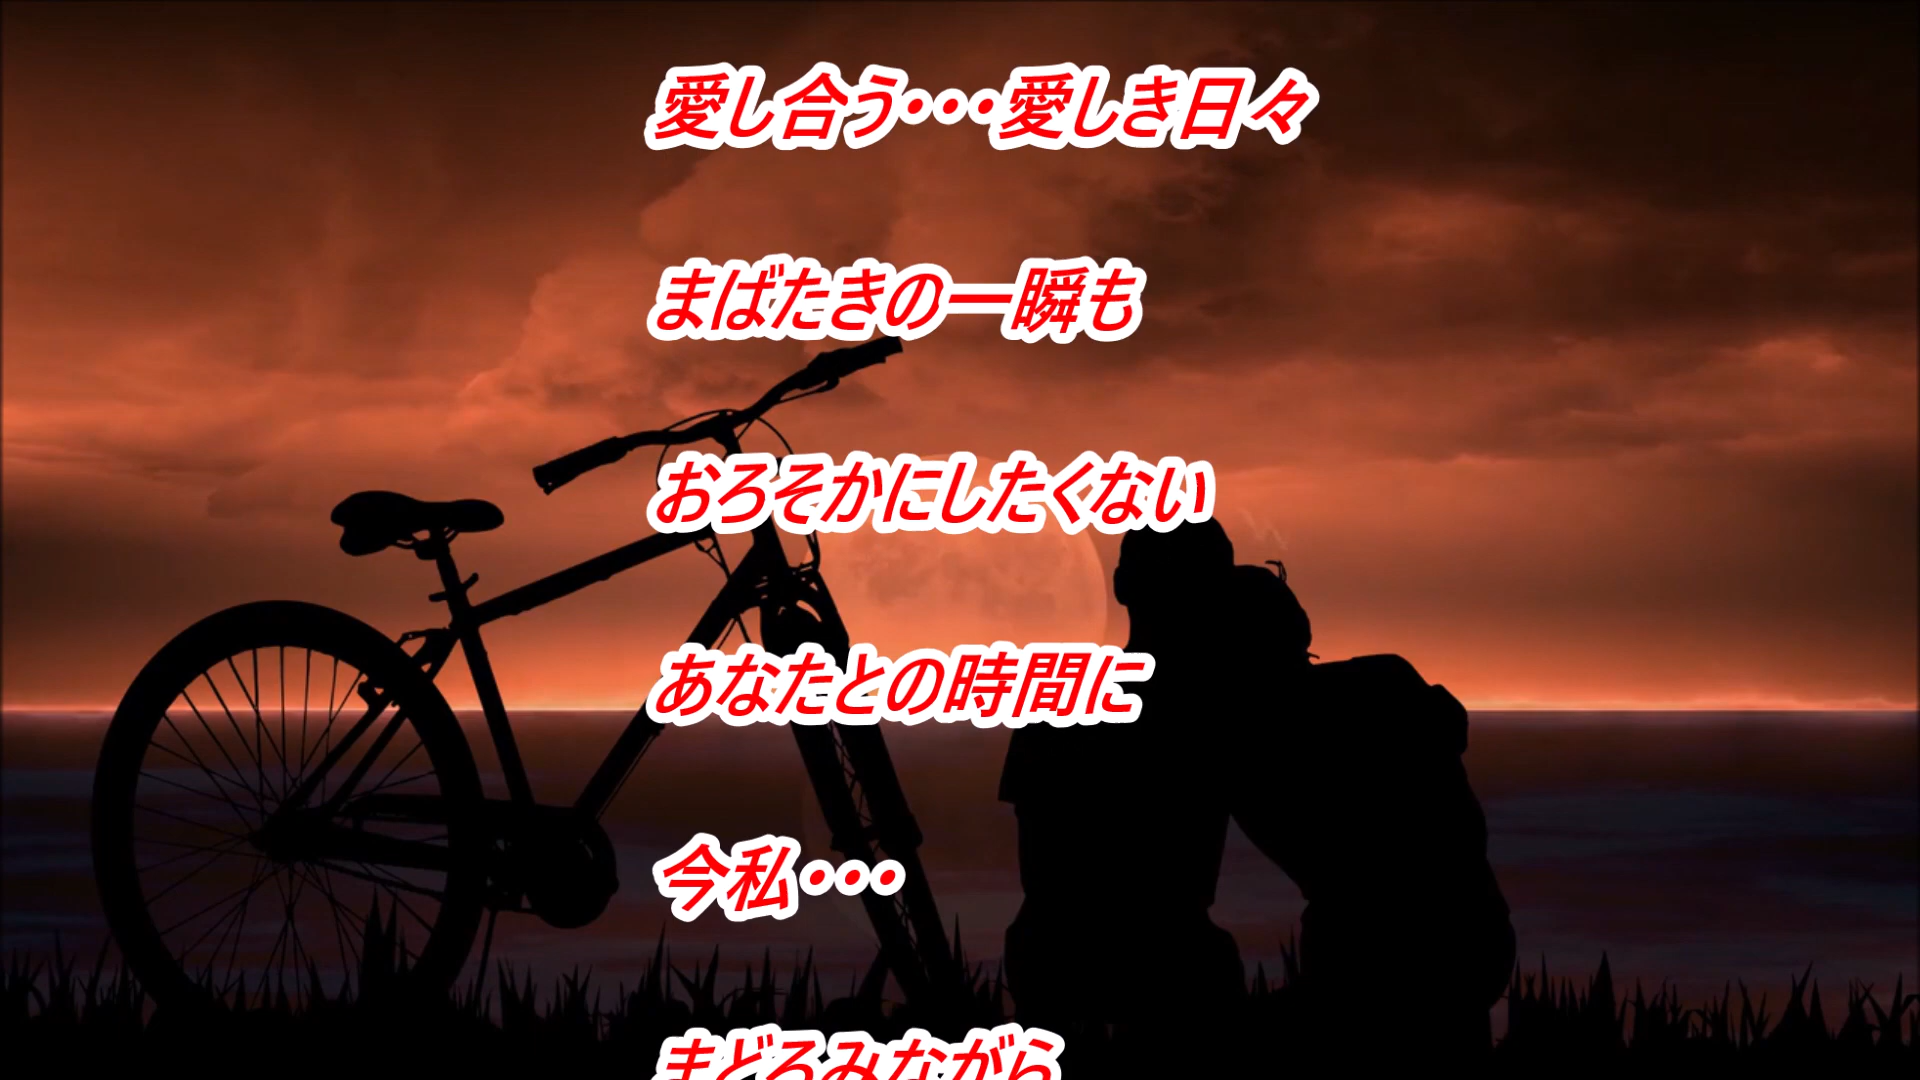 愛し合う・・・愛しき日々
まばたきの一瞬も
おろそかにしたくない
あなたとの時間に
今私・・・
まどろみながら